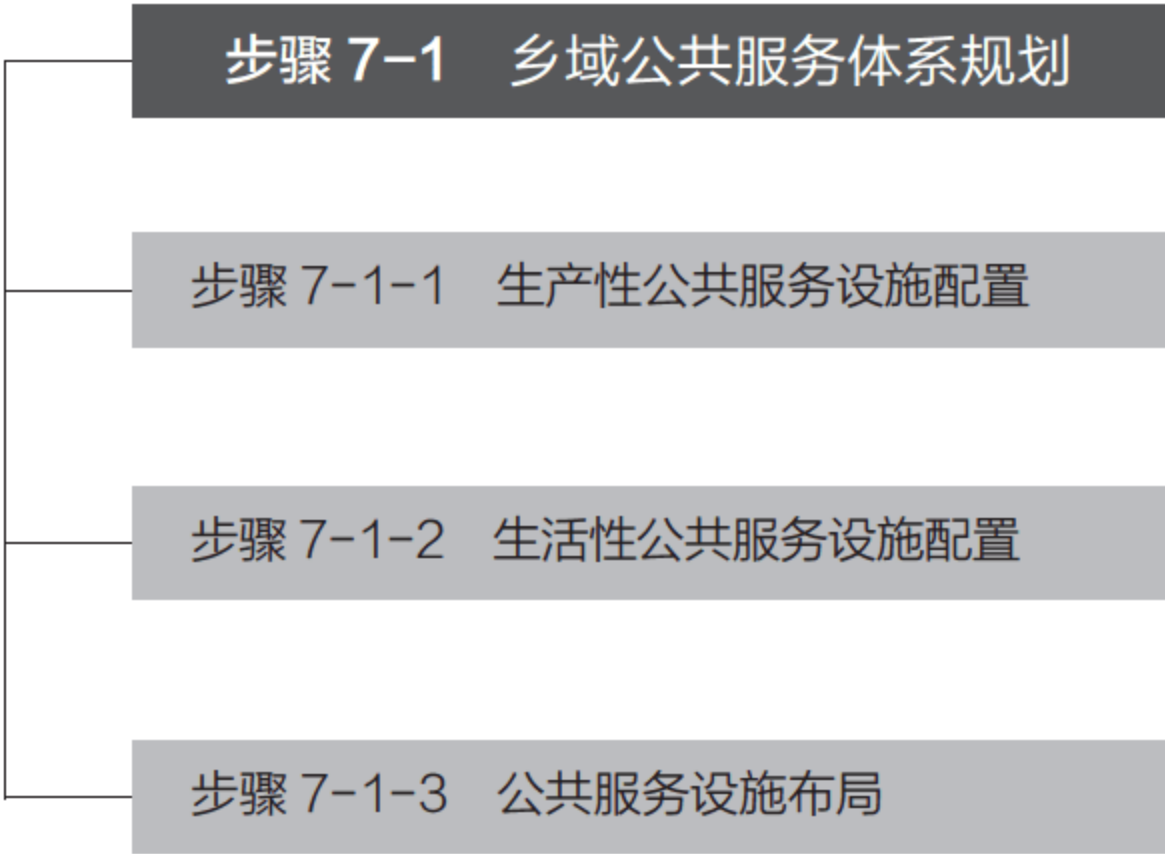 步骤 7-1 乡域公共服务体系规划
步骤 7-1-1 生产性公共服务设施配置
步骤 7-1-2 生活性公共服务设施配置
步骤 7-1-3 公共服务设施布局